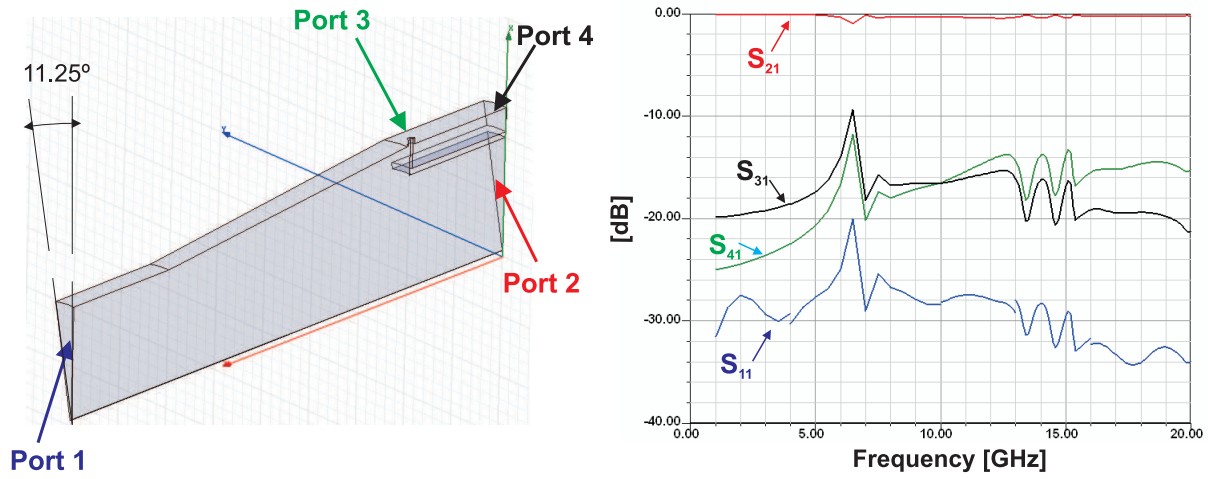 Port 3
Port 4
11.25º
Port 2
Port 1
0.00
-10.00
-20.00
-30.00
-40.00
[dB]
S21
S31
S41
S11
0.00
5.00
10.00
15.00
20.00
Frequency [GHz]